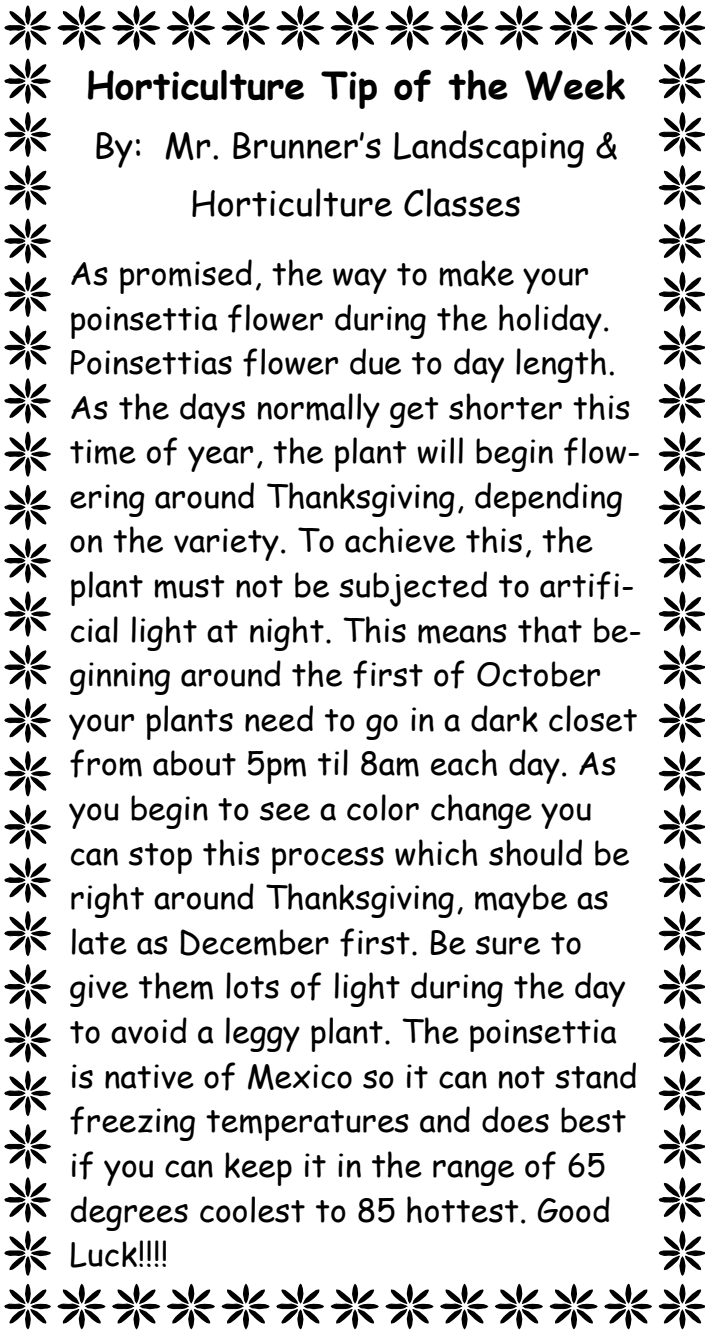 Horticulture Tip of the Week
By:  Mr. Brunner’s Landscaping &
Horticulture Classes
As promised, the way to make your
poinsettia flower during the holiday.
Poinsettias flower due to day length.
As the days normally get shorter this
time of year, the plant will begin flow-
ering around Thanksgiving, depending
on the variety. To achieve this, the
plant must not be subjected to artifi-
cial light at night. This means that be-
ginning around the first of October
your plants need to go in a dark closet
from about 5pm til 8am each day. As
you begin to see a color change you
can stop this process which should be
right around Thanksgiving, maybe as
late as December first. Be sure to
give them lots of light during the day
to avoid a leggy plant. The poinsettia
is native of Mexico so it can not stand
freezing temperatures and does best
if you can keep it in the range of 65
degrees coolest to 85 hottest. Good
Luck!!!!